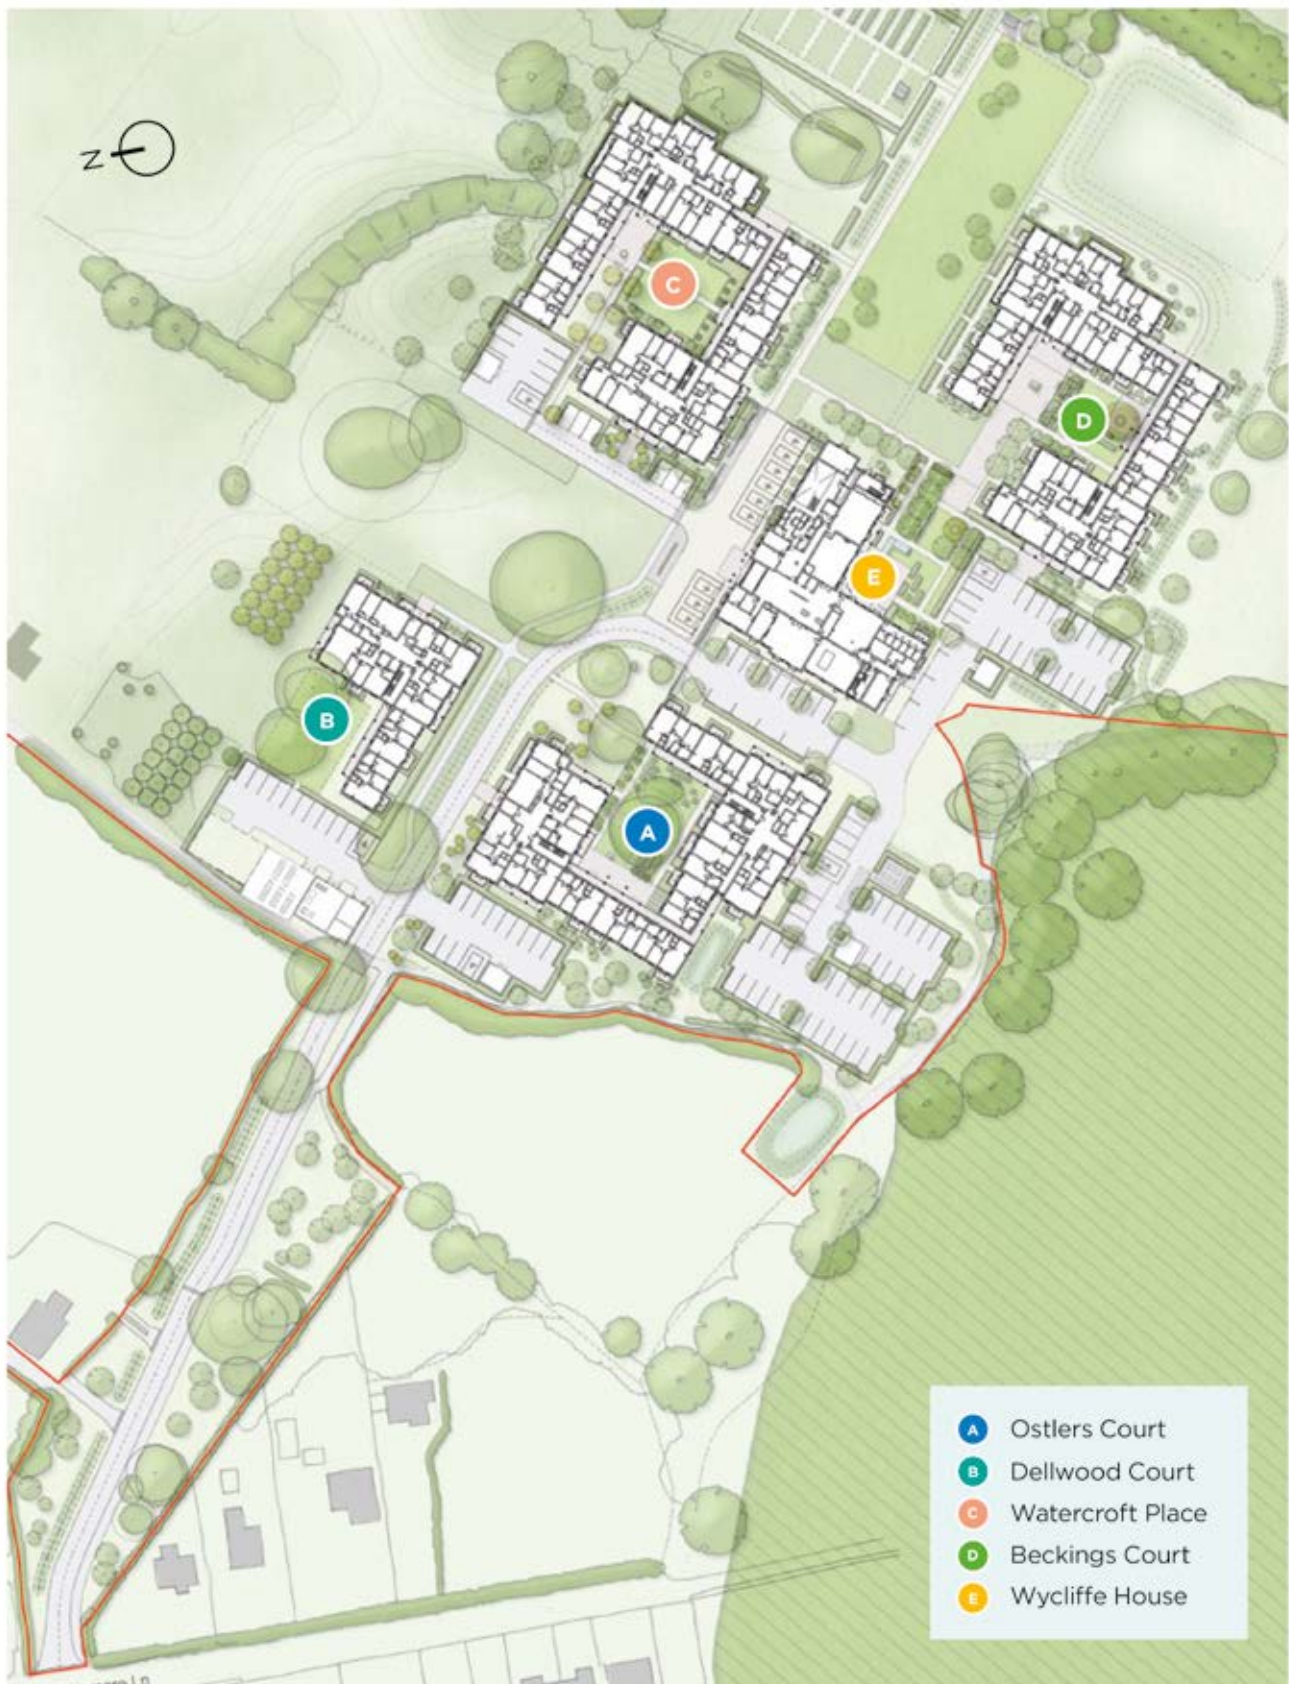 N
C
D
E
B
A
A Ostlers Court
B Dellwood Court
C Watercroft Place
D Beckings Court
E Wycliffe House